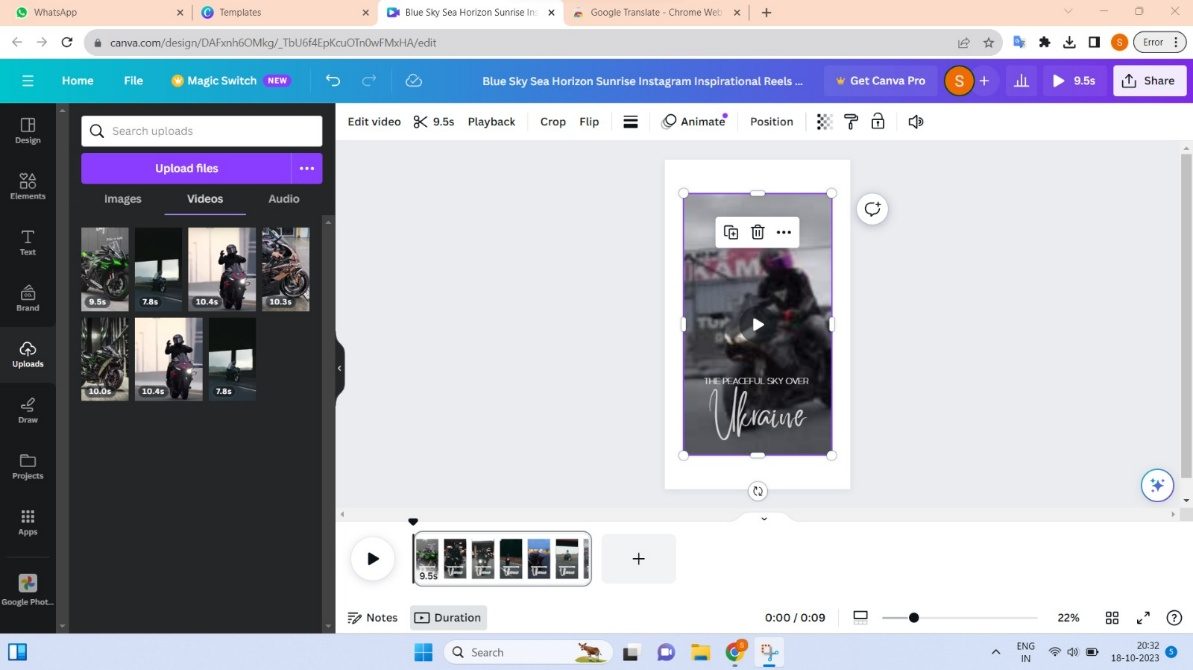 WhatsApp
Templates
Blue Sky Sea Horizon Sunrise Ins
Google Translate - Chrome Web
canva.com/design/DAFxnh6OMkg/_TbU6f4EpKcuOTn0wFMxHA/edit
S
Error
Home
File
Magic Switch NEW
Blue Sky Sea Horizon Sunrise Instagram Inspirational Reels ...
Get Canva Pro
S
9.5s
Share
Design
Elements
Text
Brand
Uploads
Draw
Projects
Apps
Google Phot...
Search uploads
Upload files
Images
Videos
Audio
9.5s
7.8s
10.4s
10.3s
10.0s
10.4s
7.8s
Edit video
9.5s
Playback
Crop
Flip
Animate
Position
THE PEACEFUL SKY OVER
Ukraine
9.5s
Notes
Duration
0:00 / 0:09
22%
Search
ENG
IN
20:32
18-10-2023
5